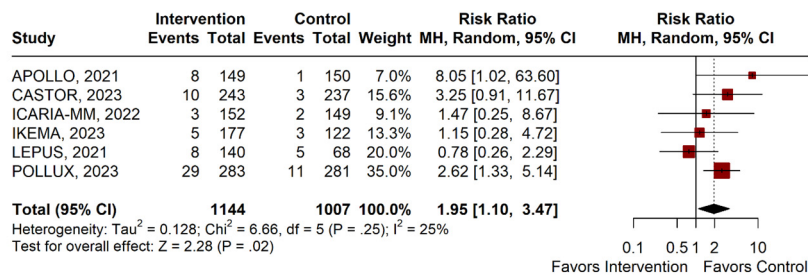 Intervention Control Risk Ratio Risk Ratio
Study Events Total Events Total Weight MH, Random, 95% CI MH, Random, 95% CI
APOLLO, 2021 8 149 1 150 7.0% 8.05 [1.02, 63.60]
CASTOR, 2023 10 243 3 237 15.6% 3.25 [0.91, 11.67]
ICARIA-MM, 2022 3 152 2 149 9.1% 1.47 [0.25, 8.67]
IKEMA, 2023 5 177 3 122 13.3% 1.15 [0.28, 4.72]
LEPUS, 2021 8 140 5 68 20.0% 0.78 [0.26, 2.29]
POLLUX, 2023 29 283 11 281 35.0% 2.62 [1.33, 5.14]
Total (95% CI) 1144 1007 100.0% 1.95 [1.10, 3.47]
Heterogeneity: Tau² = 0.128; Chi² = 6.66, df = 5 (P = .25); I² = 25%
Test for overall effect: Z = 2.28 (P = .02)
0.1 0.5 1 2 10
Favors Intervention Favors Control